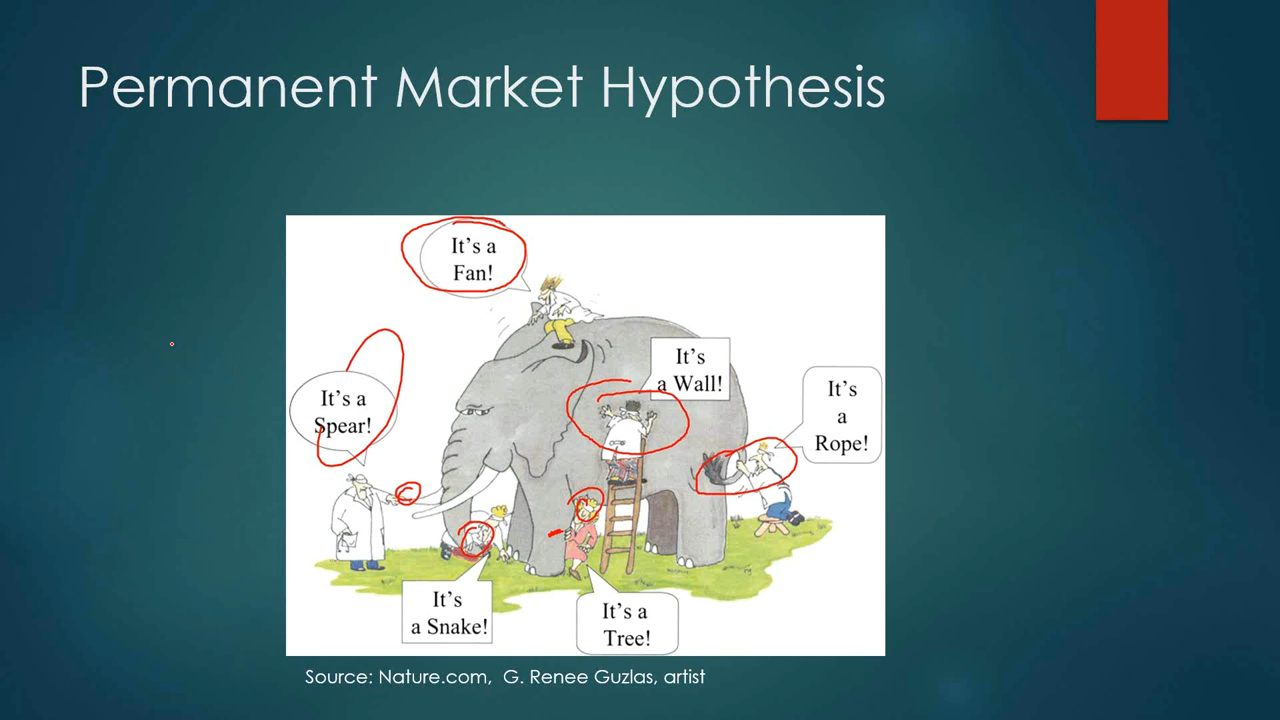 Permanent Market Hypothesis
It's a
Fan!
It's
a Wall!
It's a
Spear!
It's
a
Rope!
It's
a Snake!
It's a
Tree!
Source: Nature.com, G. Renee Guzlas, artist